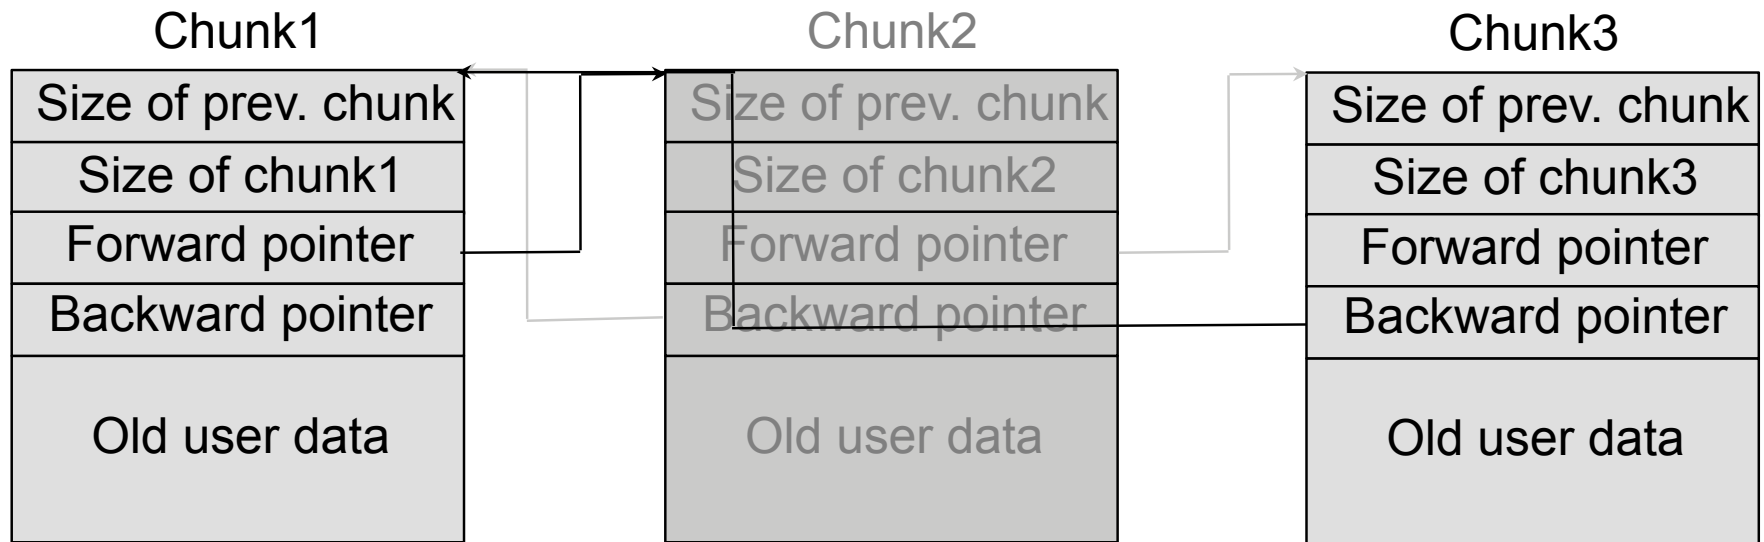 Chunk1
Size of prev. chunk
Size of chunk1
Forward pointer
Backward pointer
Old user data
Chunk2
Size of prev. chunk
Size of chunk2
Forward pointer
Backward pointer
Old user data
Chunk3
Size of prev. chunk
Size of chunk3
Forward pointer
Backward pointer
Old user data